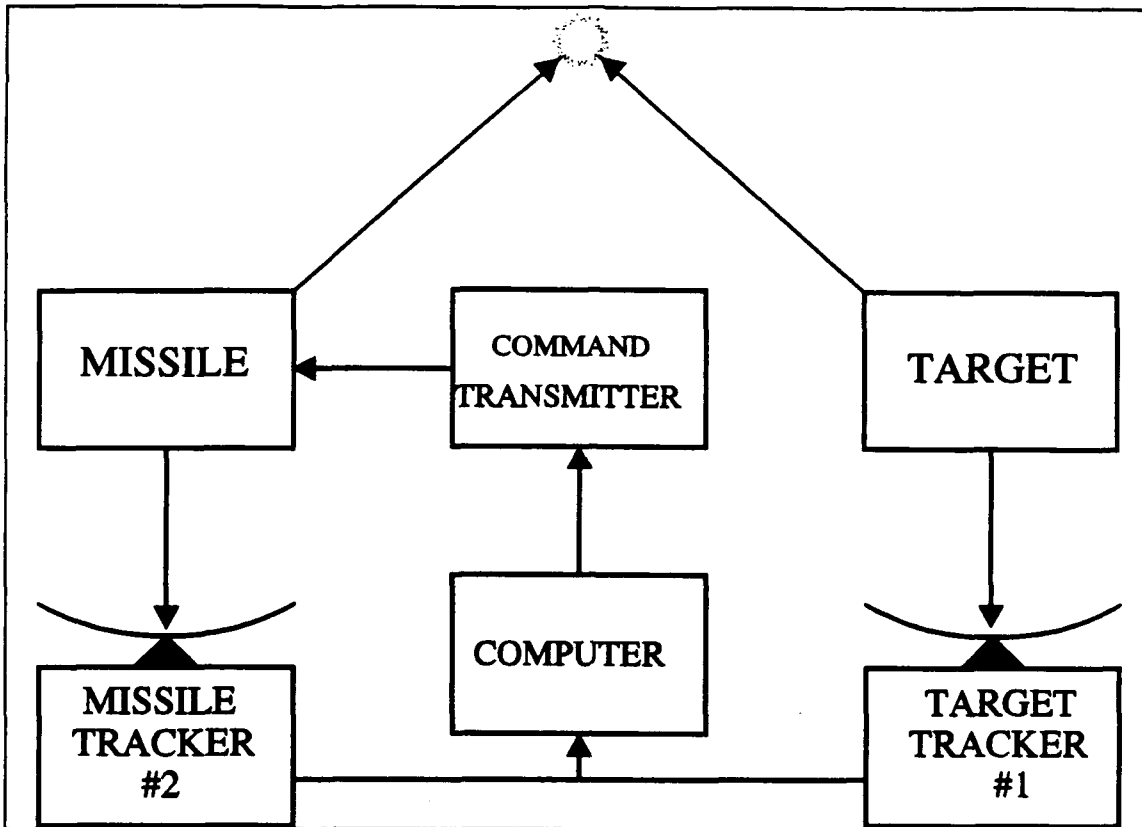 MISSILE
COMMAND
TRANSMITTER
TARGET
COMPUTER
MISSILE
TRACKER
#2
TARGET
TRACKER
#1